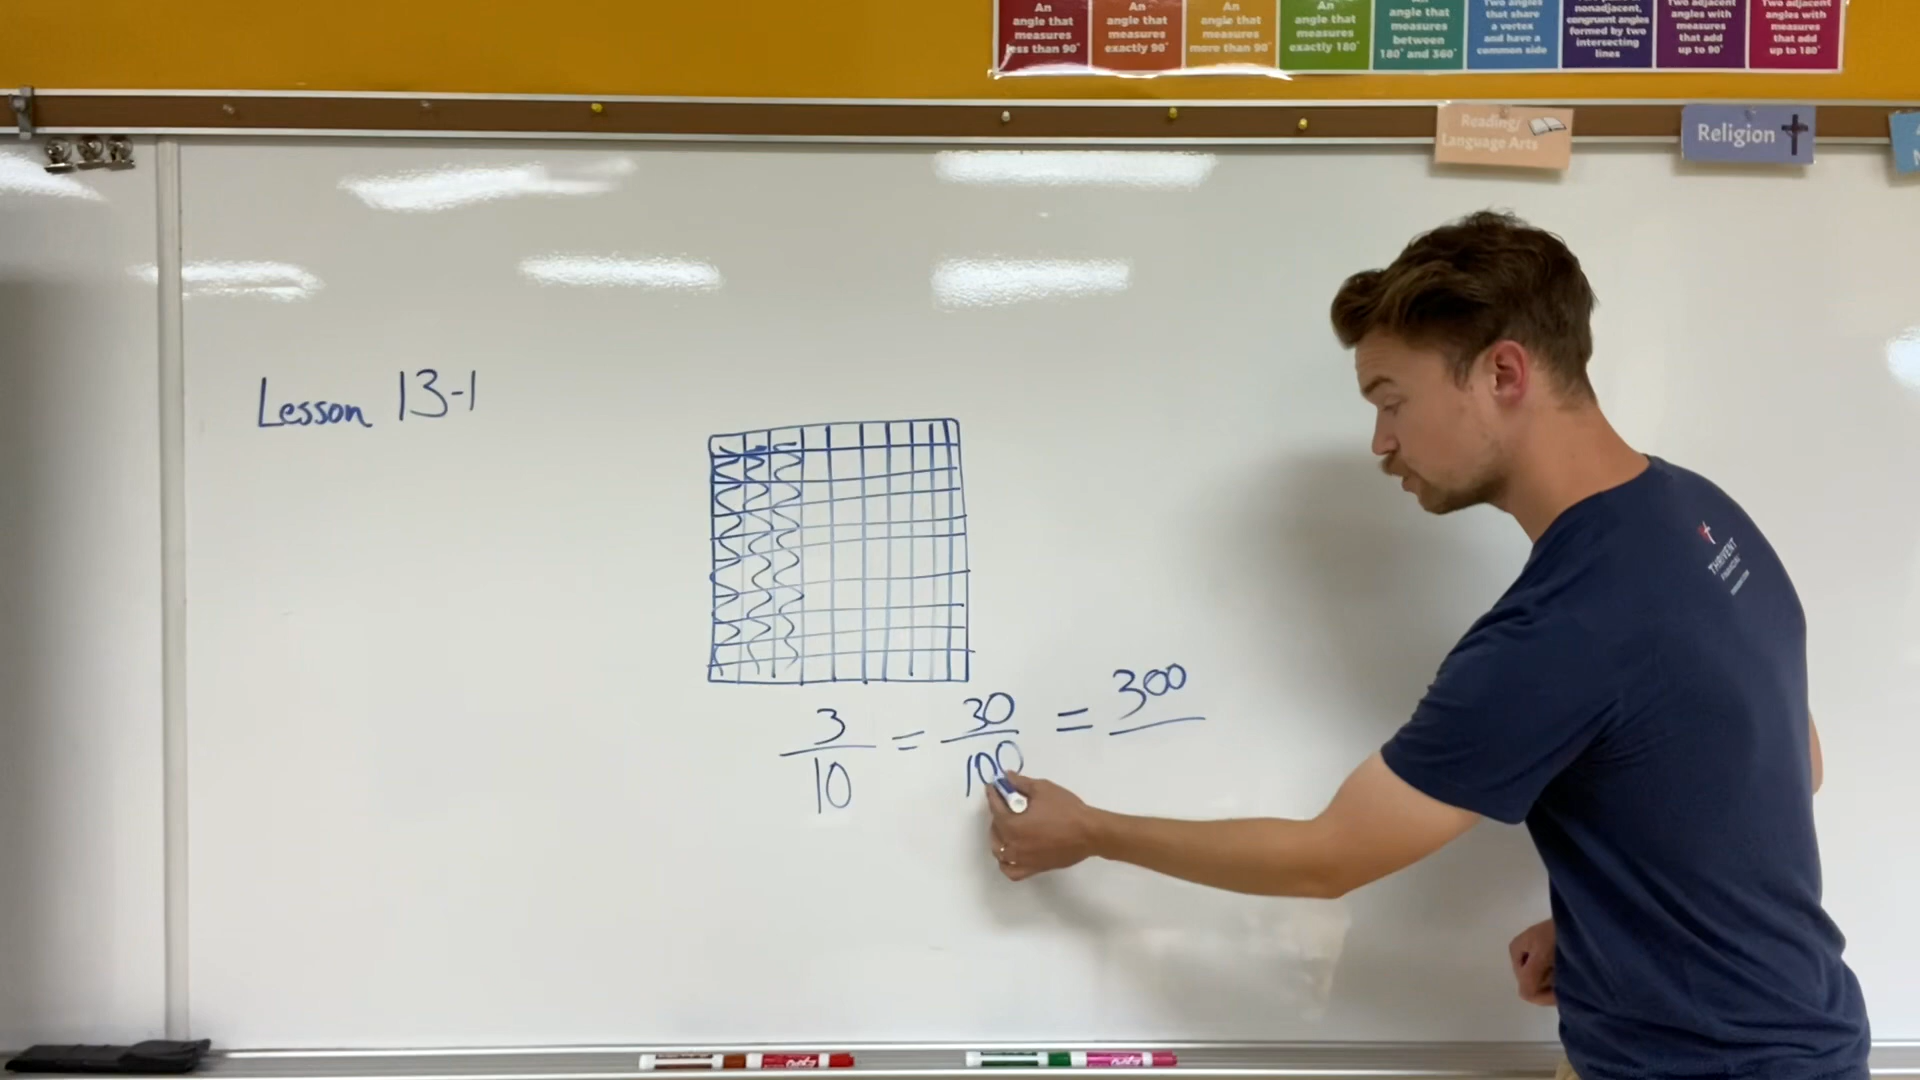 An angle that measures less than 90°
An angle that measures exactly 90°
An angle that measures more than 90°
An angle that measures exactly 180°
angle that measures between 180° and 360°
Two angles that share a vertex and have a common side
nonadjacent, congruent angles formed by two intersecting lines
Two adjacent angles with measures that add up to 90°
Two adjacent angles with measures that add up to 180°
Reading/
Language Arts
Religion
Lesson 13-1
3/10 = 30/100 = 300
THRIVENT
FINANCIAL